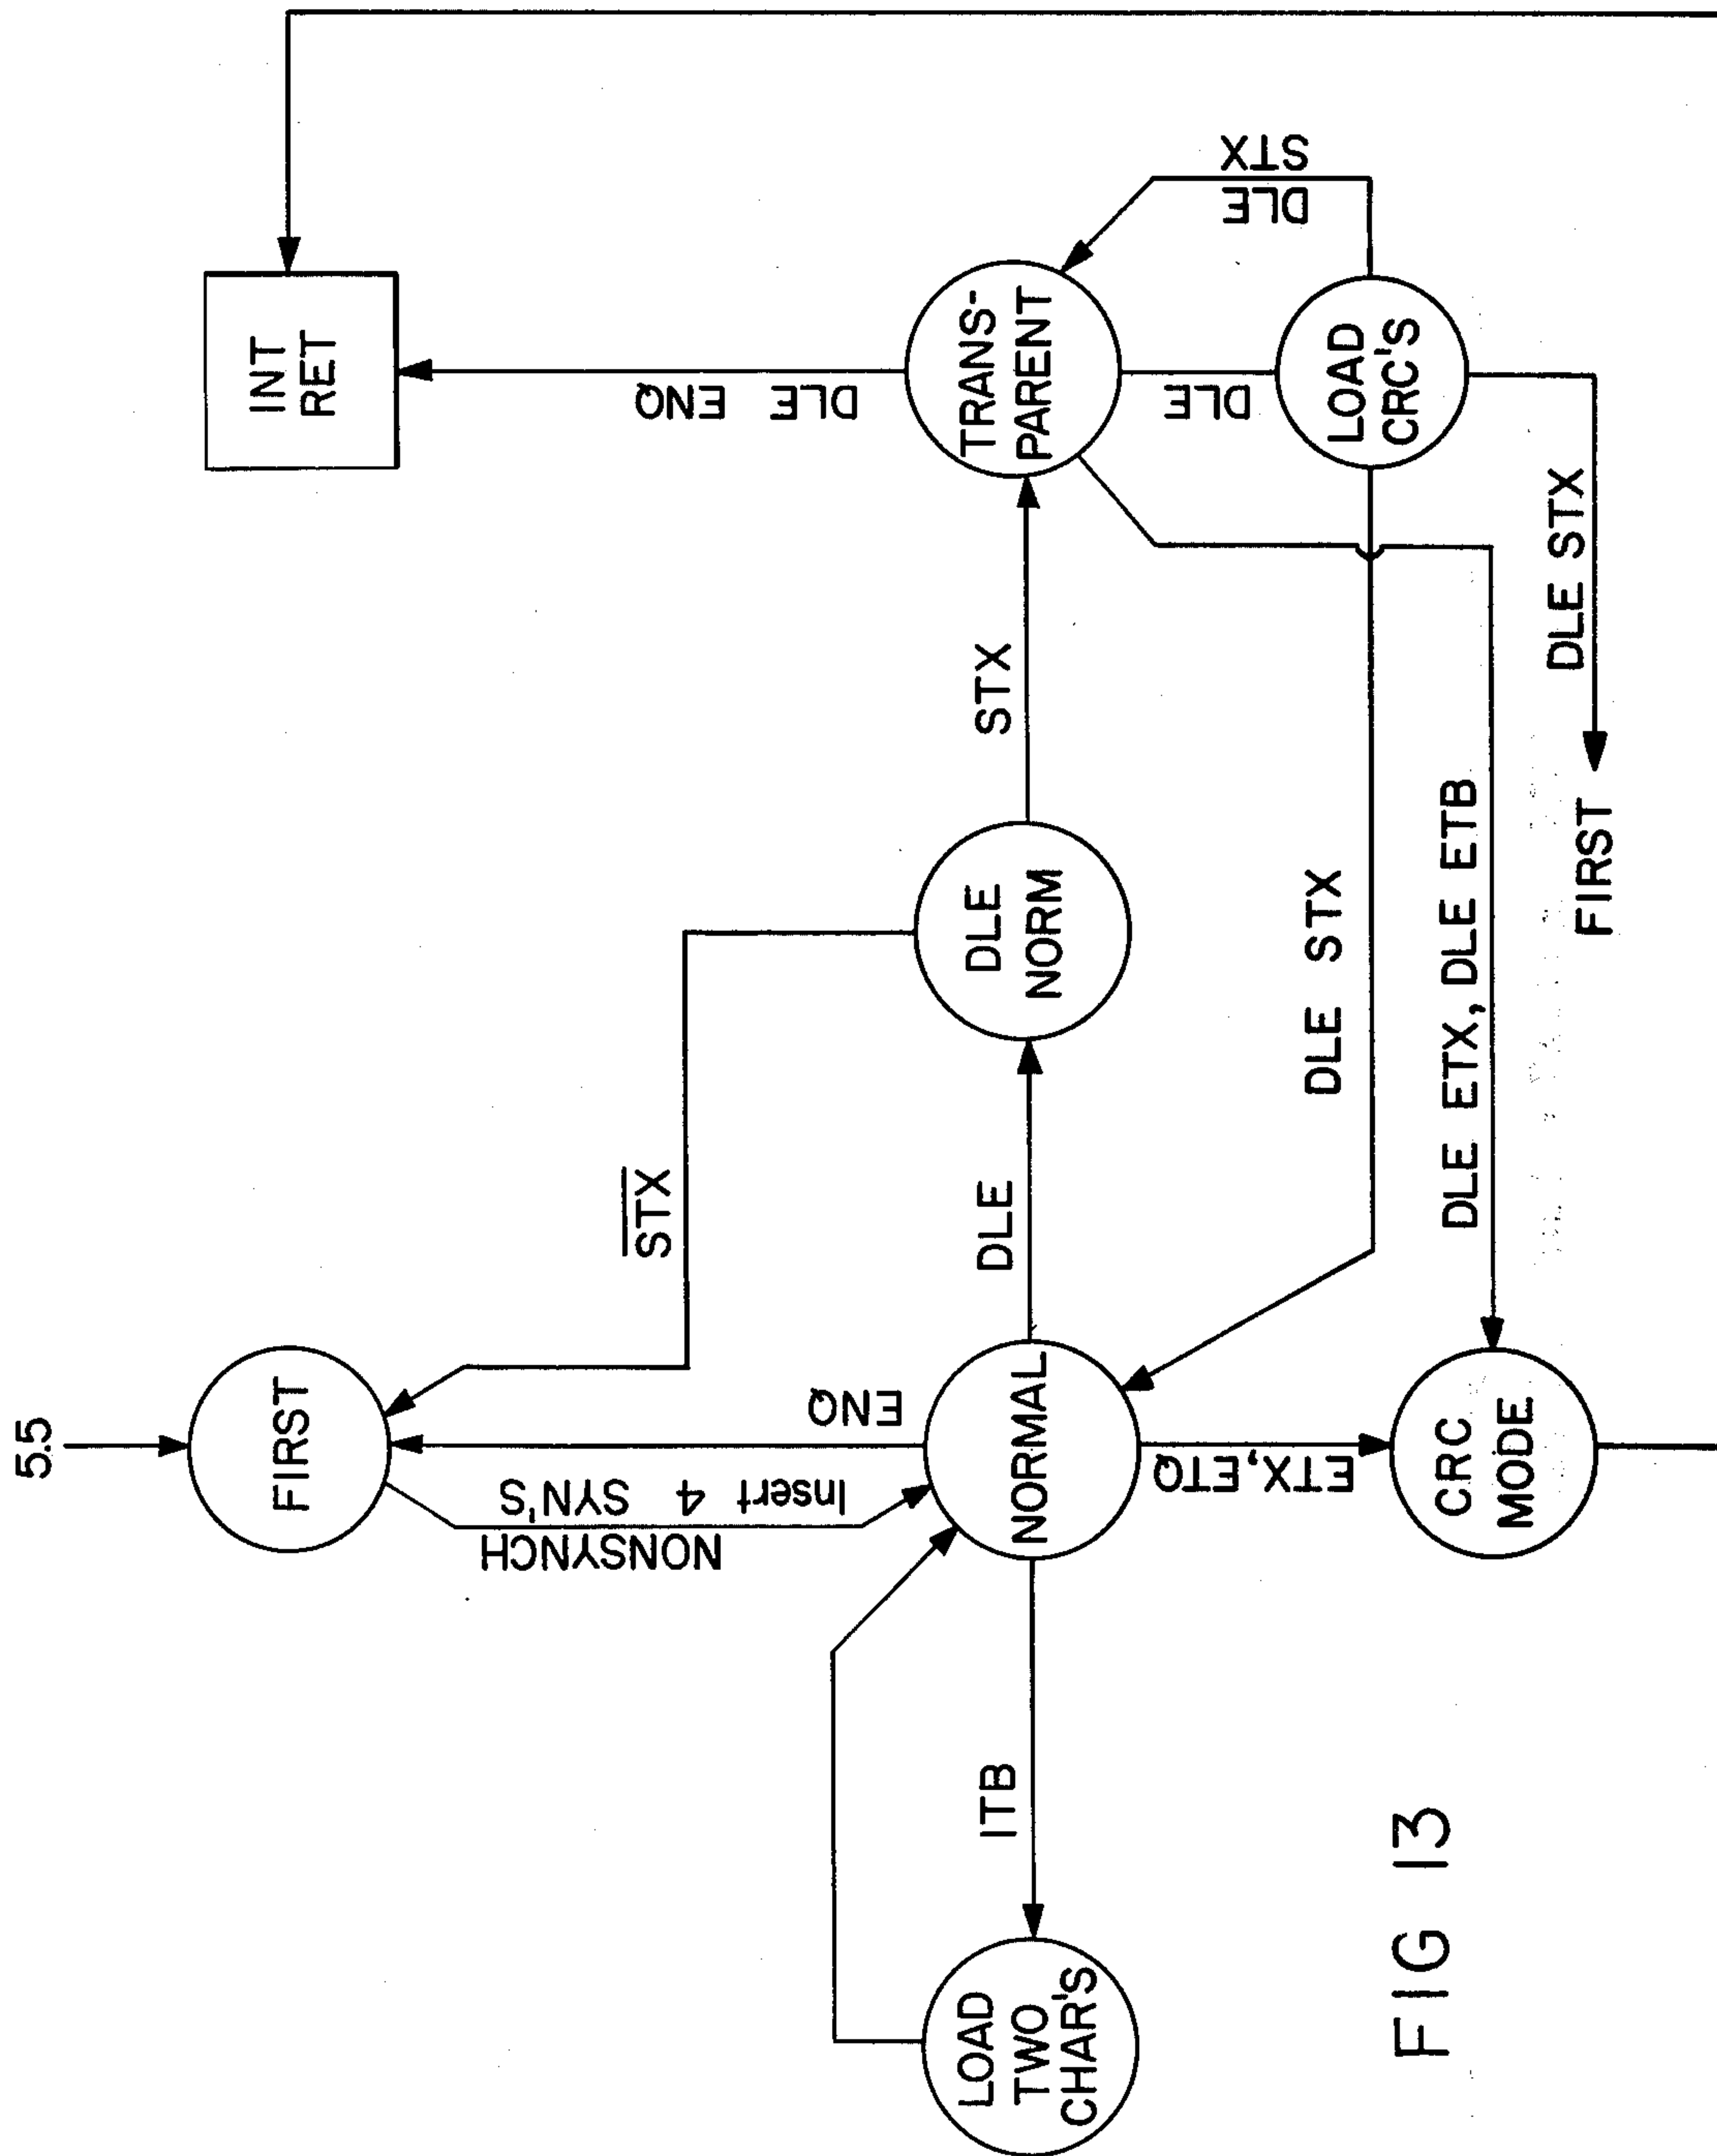 5.5
FIRST
INT
RET
STX
NONSYNCH
Insert 4
SYN'S
ENQ
DLE ENQ
LOAD
TWO
CHAR'S
ITB
NORMAL
DLE
DLE
NORM
STX
TRANS-
PARENT
DLE
STX
DLE
ETX,ETQ
DLE STX
LOAD
CRC'S
CRC
MODE
DLE ETX, DLE ETB
DLE STX
FIRST
FIG 13